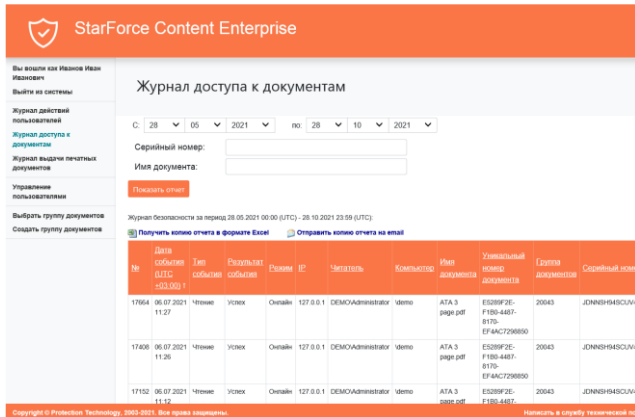 StarForce Content Enterprise
Вы вошли как Иванов Иван
Иванович
Выйти из системы
Журнал действий
пользователей
Журнал доступа к
документам
Журнал выдачи печатных
документов
Управление
пользователями
Выбрать группу документов
Создать группу документов
Журнал доступа к документам
С: 28 05 2021 по: 28 10 2021
Серийный номер:
Имя документа:
Показать отчет
Журнал безопасности за период 28.05.2021 00:00 (UTC) - 28.10.2021 23:59 (UTC):
Получить копию отчета в формате Excel Отправить копию отчета на email
№ Дата события (UTC +03:00) ↑ Тип события Результат события Режим IP Читатель Компьютер Имя документа Уникальный номер документа Группа документов Серийный ном
17664 06.07.2021 Чтение Успех Онлайн 127.0.0.1 DEMO\Administrator \demo ATA 3 E5289F2E- 20043 JDNNSH94SCUV
11:27 page.pdf F1B0-4487-
8170-
EF4AC7298850
17408 06.07.2021 Чтение Успех Онлайн 127.0.0.1 DEMO\Administrator \demo ATA 3 E5289F2E- 20043 JDNNSH94SCUV
11:26 page.pdf F1B0-4487-
8170-
EF4AC7298850
17152 06.07.2021 Чтение Успех Онлайн 127.0.0.1 DEMO\Administrator \demo ATA 3 E5289F2E- 20043 JDNNSH94SCUV
11:12 page.pdf F1B0-4487-
Copyright © Protection Technology, 2003-2021. Все права защищены. Написать в службу технической